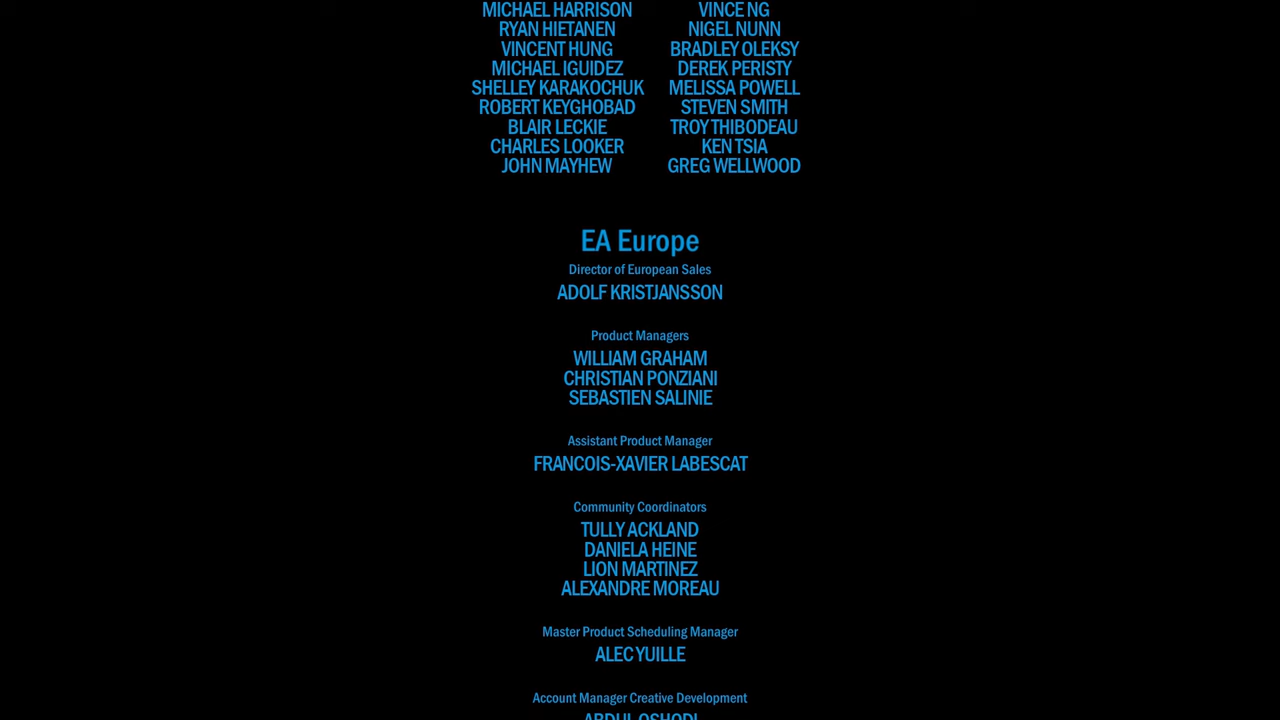 MICHAEL HARRISON VINCE NG
RYAN HIETANEN NIGEL NUNN
VINCENT HUNG BRADLEY OLEKSY
MICHAEL IGUIDEZ DEREK PERISTY
SHELLEY KARAKOCHUK MELISSA POWELL
ROBERT KEYGHOBAD STEVEN SMITH
BLAIR LECKIE TROY THIBODEAU
CHARLES LOOKER KEN TSIA
JOHN MAYHEW GREG WELLWOOD
EA Europe
Director of European Sales
ADOLF KRISTJANSSON
Product Managers
WILLIAM GRAHAM
CHRISTIAN PONZIANI
SEBASTIEN SALINIE
Assistant Product Manager
FRANCOIS-XAVIER LABESCAT
Community Coordinators
TULLY ACKLAND
DANIELA HEINE
LION MARTINEZ
ALEXANDRE MOREAU
Master Product Scheduling Manager
ALEC YUILLE
Account Manager Creative Development
ABDUL OSHODI